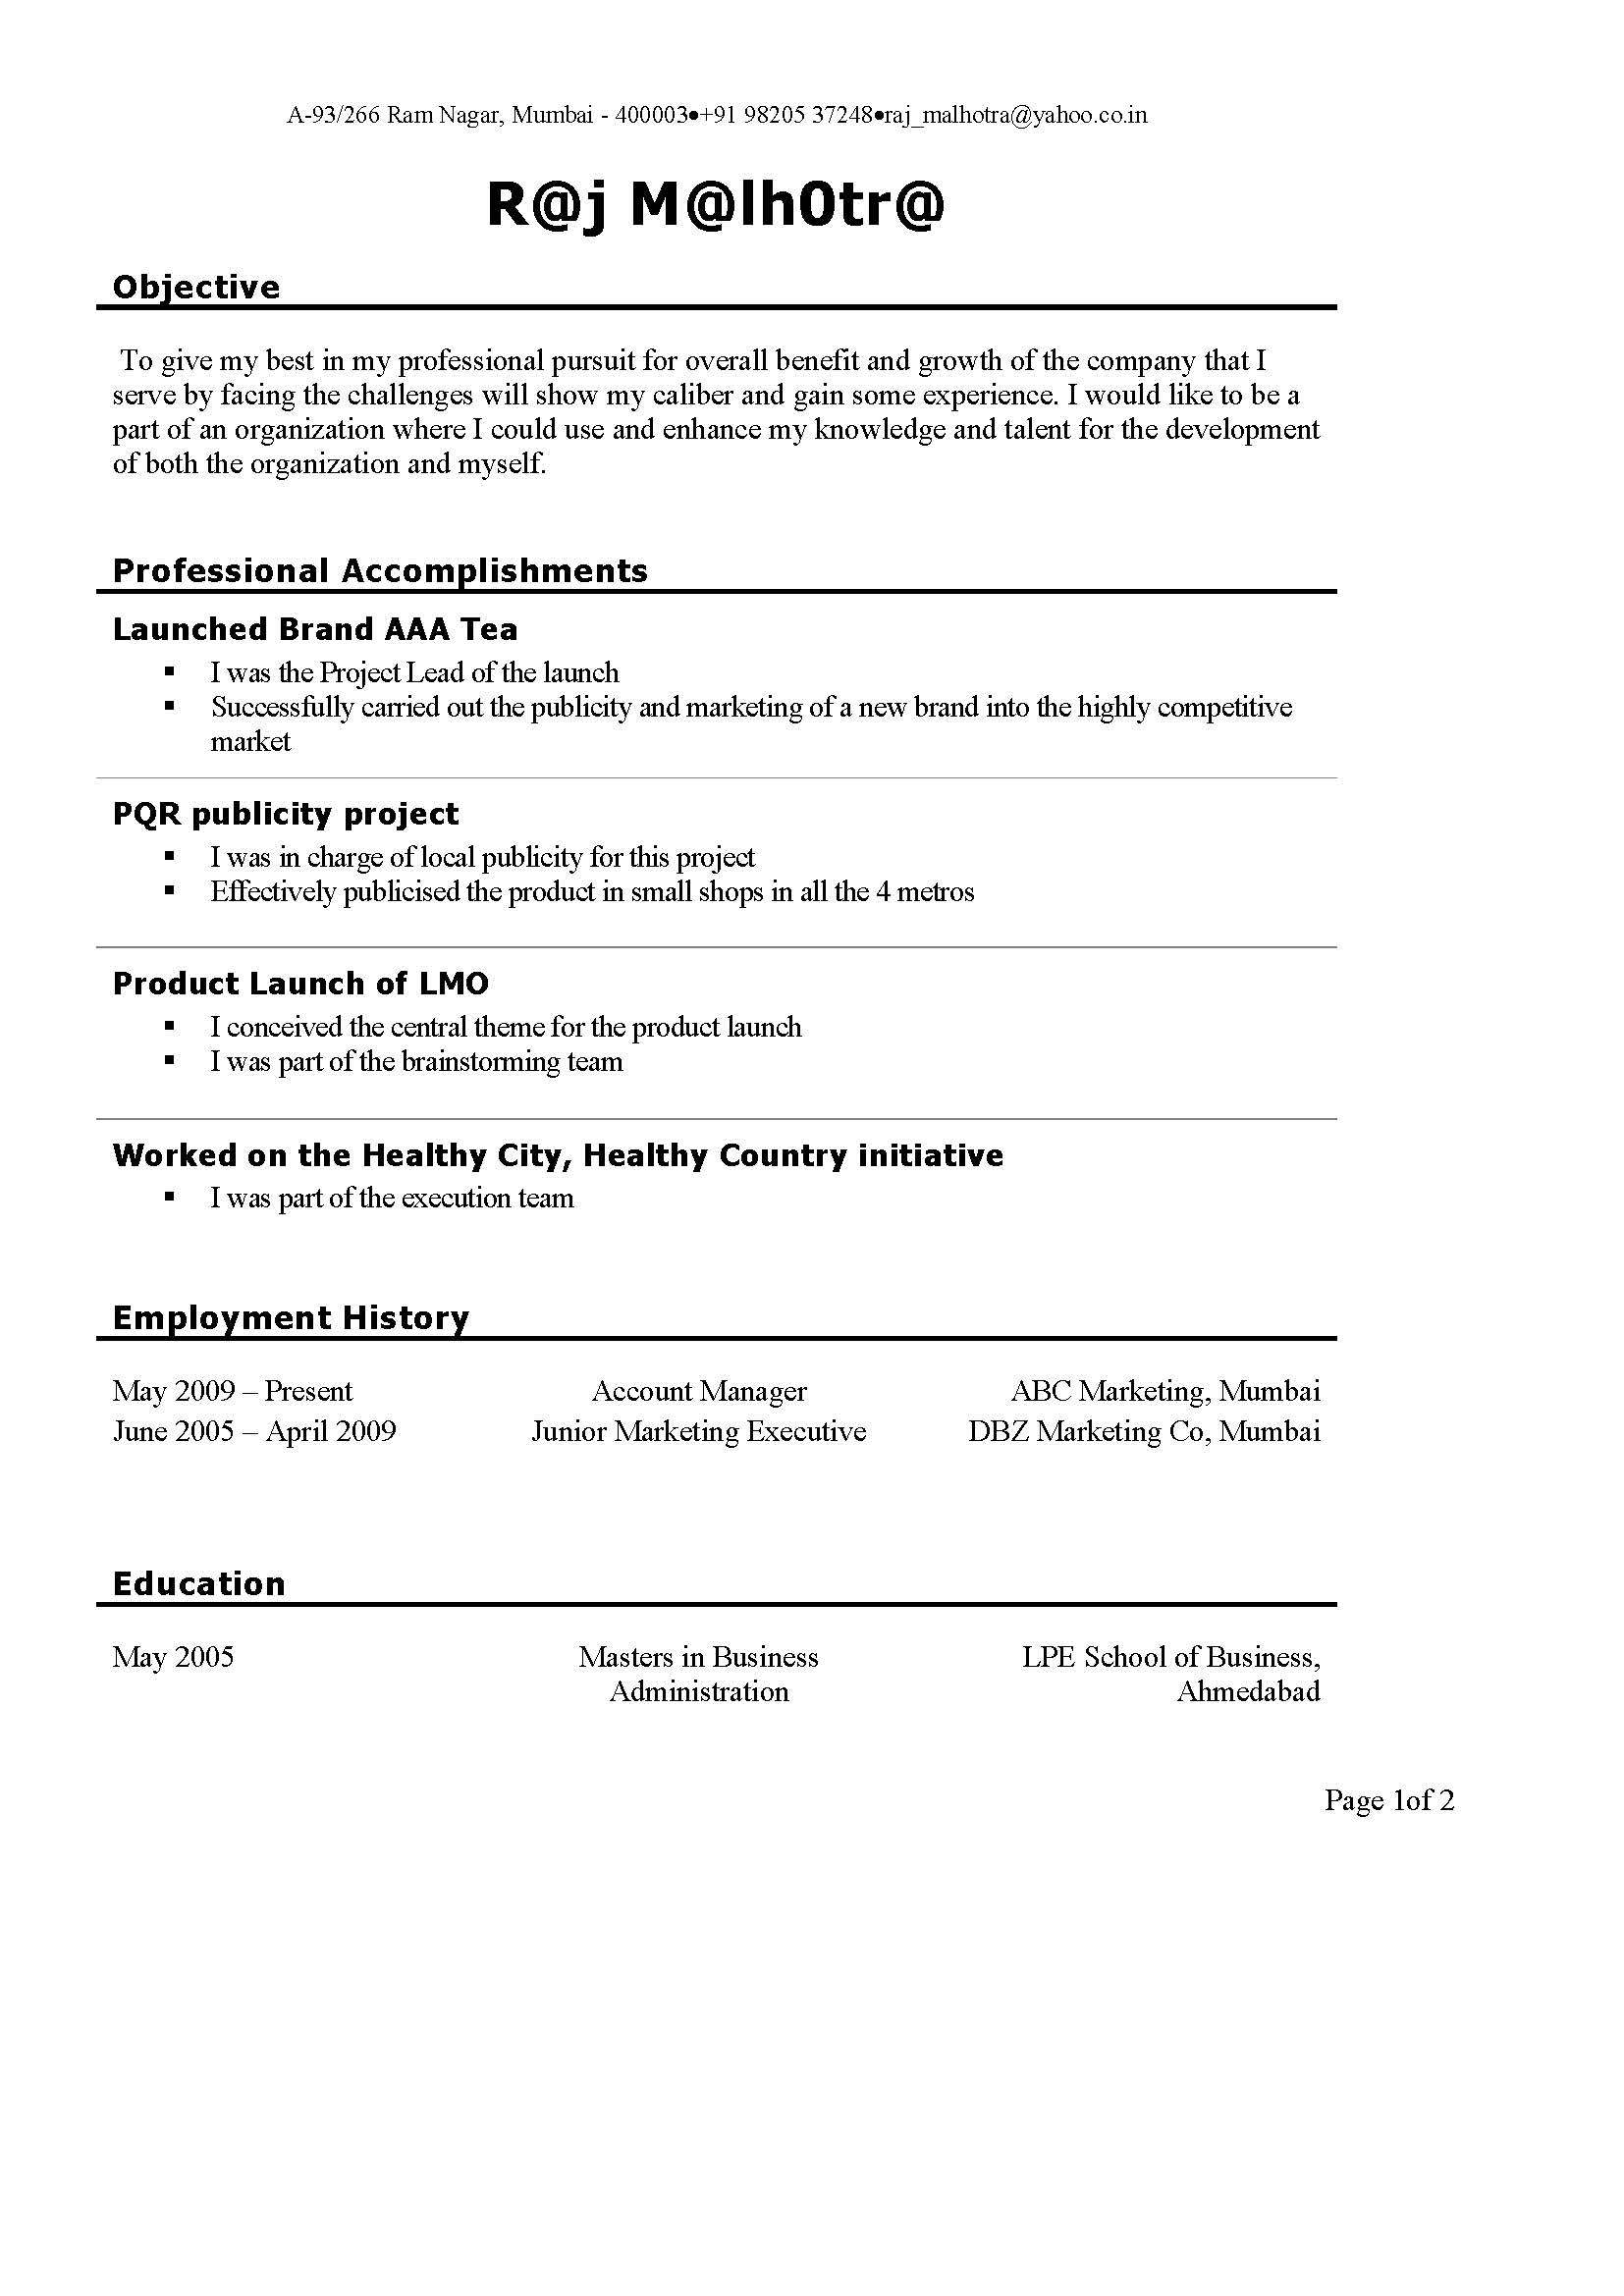 A-93/266 Ram Nagar, Mumbai - 400003●+91 98205 37248●raj_malhotra@yahoo.co.in
R@j M@lh0tr@
Objective
To give my best in my professional pursuit for overall benefit and growth of the company that I
serve by facing the challenges will show my caliber and gain some experience. I would like to be a
part of an organization where I could use and enhance my knowledge and talent for the development
of both the organization and myself.
Professional Accomplishments
Launched Brand AAA Tea
▪ I was the Project Lead of the launch
▪ Successfully carried out the publicity and marketing of a new brand into the highly competitive
market
PQR publicity project
▪ I was in charge of local publicity for this project
▪ Effectively publicised the product in small shops in all the 4 metros
Product Launch of LMO
▪ I conceived the central theme for the product launch
▪ I was part of the brainstorming team
Worked on the Healthy City, Healthy Country initiative
▪ I was part of the execution team
Employment History
May 2009 – Present Account Manager ABC Marketing, Mumbai
June 2005 – April 2009 Junior Marketing Executive DBZ Marketing Co, Mumbai
Education
May 2005 Masters in Business LPE School of Business,
Administration Ahmedabad
Page 1of 2